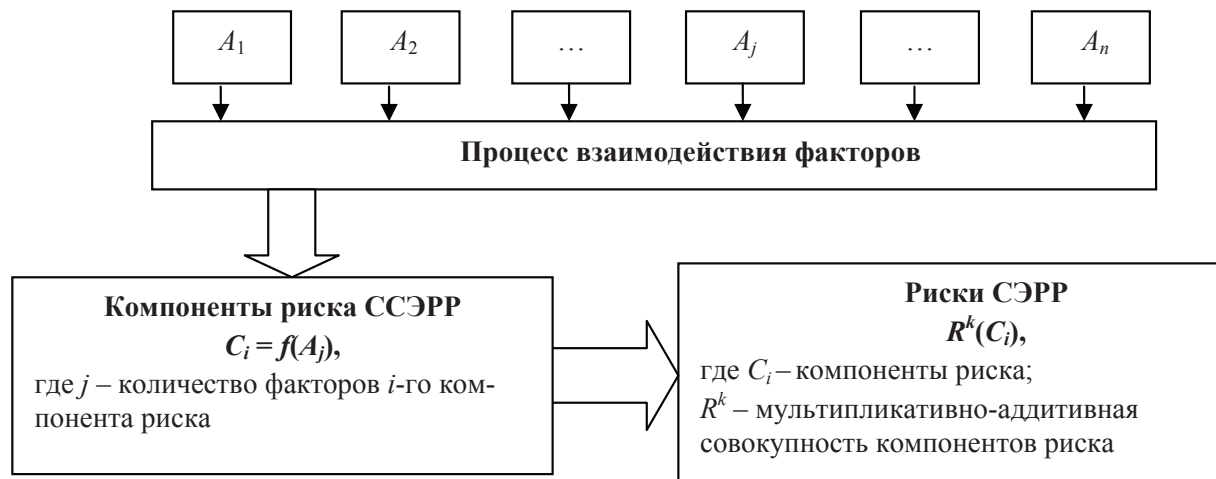 A₁ A₂ … Aⱼ … Aₙ
Процесс взаимодействия факторов
Компоненты риска ССЭРР
Cᵢ = f(Aⱼ),
где j – количество факторов i-го ком-
понента риска
Риски СЭРР
Rᵏ(Cᵢ),
где Cᵢ – компоненты риска;
Rᵏ – мультипликативно-аддитивная
совокупность компонентов риска